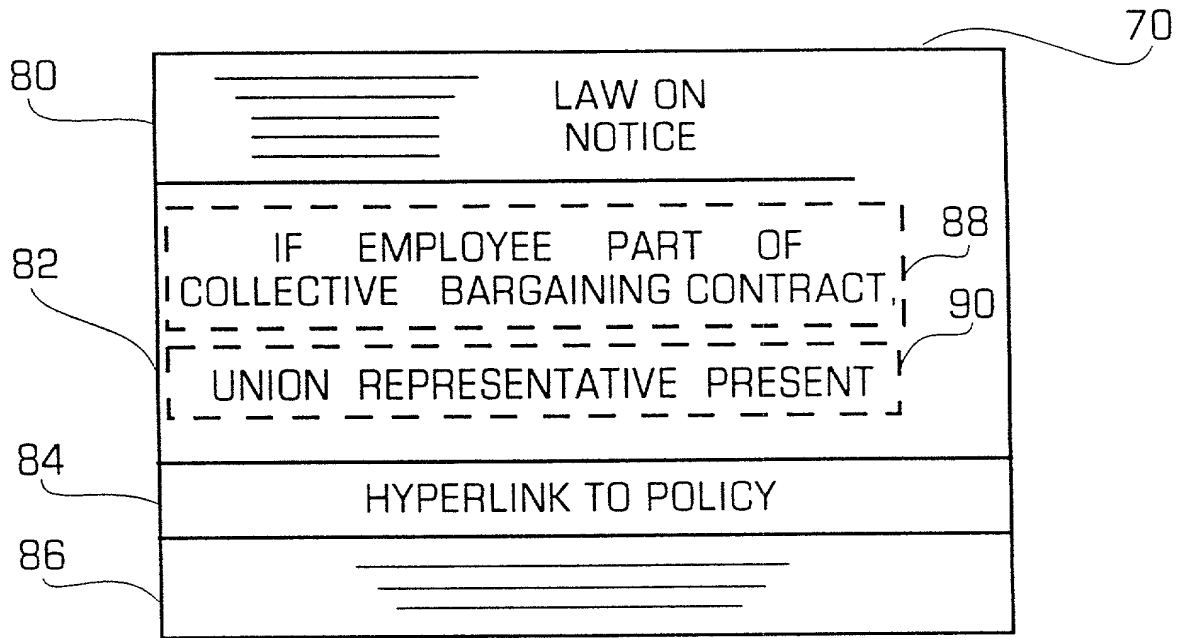 70
80
LAW ON
NOTICE
88
IF EMPLOYEE PART OF
82
COLLECTIVE BARGAINING CONTRACT,
90
UNION REPRESENTATIVE PRESENT
84
HYPERLINK TO POLICY
86